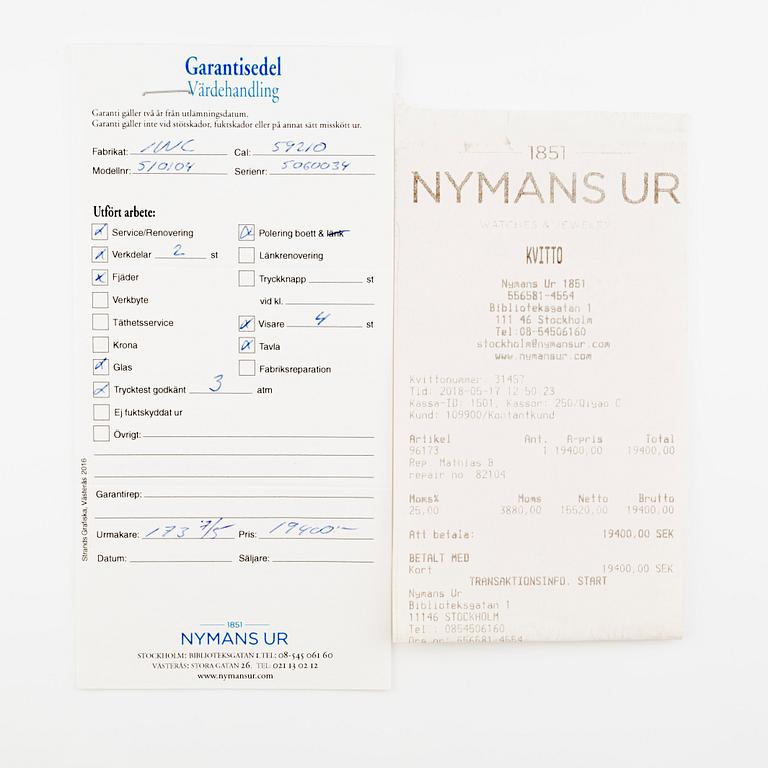 Garantisedel
Värdehandling
Garanti gäller två år från utlämningsdatum.
Garanti gäller inte vid stötskador, fuktskador eller på annat sätt misskött ur.
Fabrikat: IWC Cal: 59210
Modellnr: 510104 Serienr: 5060034
Utfört arbete:
Service/Renovering
Verkdelar 2 st
Fjäder
Verkbyte
Täthetsservice
Krona
Glas
Trycktest godkänt 3 atm
Ej fuktskyddat ur
Övrigt:
Polering boett & länk
Länkrenovering
Tryckknapp st
vid kl.
Visare 4 st
Tavla
Fabriksreparation
Garantirep:
Urmakare: 173 7/5 Pris: 19400:-
Datum: Säljare:
Strands Grafiska, Västerås 2016
1851
NYMANS UR
STOCKHOLM: BIBLIOTEKSGATAN 1. TEL: 08-545 061 60
VÄSTERÅS: STORA GATAN 26. TEL: 021 13 02 12
www.nymansur.com
1851
NYMANS UR
WATCHES & JEWELRY
KVITTO
Nymans Ur 1851
556581-4554
Biblioteksgatan 1
111 46 Stockholm
Tel:08-54506160
stockholm@nymansur.com
www.nymansur.com
Kvittonummer: 31457
Tid: 2018-05-17 12:50:23
Kassa-ID: 1501, Kassör: 250/Qiyao C
Kund: 109900/Kontantkund
Artikel Ant. A-pris Total
96173 1 19400,00 19400,00
Rep. Mathias B
repair no 82104
Moms% Moms Netto Brutto
25,00 3880,00 15520,00 19400,00
Att betala: 19400,00 SEK
BETALT MED
Kort 19400,00 SEK
TRANSAKTIONSINFO. START
Nymans Ur
Biblioteksgatan 1
11146 STOCKHOLM
Tel.: 0854506160
Org.nr: 556581-4554